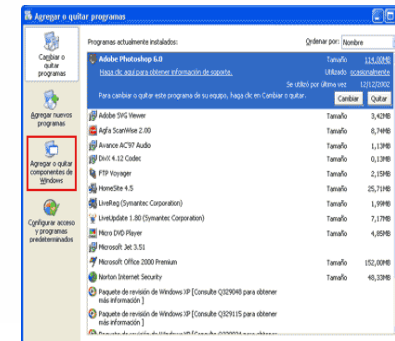 Agregar o quitar programas
Cambiar o
quitar
programas
Agregar nuevos
programas
Agregar o quitar
componentes de
Windows
Configurar acceso
y programas
predeterminados
Programas actualmente instalados:
Ordenar por: Nombre
Adobe Photoshop 6.0 Tamaño 114,00MB
Haga clic aquí para obtener información de soporte. Utilizado ocasionalmente
Se utilizó por última vez 12/12/2002
Para cambiar o quitar este programa de su equipo, haga clic en Cambiar o quitar.
Cambiar Quitar
Adobe SVG Viewer Tamaño 3,42MB
Agfa ScanWise 2.00 Tamaño 8,74MB
Avance AC'97 Audio Tamaño 1,13MB
DivX 4.12 Codec Tamaño 0,13MB
FTP Voyager Tamaño 2,15MB
HomeSite 4.5 Tamaño 25,71MB
LiveReg (Symantec Corporation) Tamaño 1,99MB
LiveUpdate 1.80 (Symantec Corporation) Tamaño 7,17MB
Micro DVD Player Tamaño 4,85MB
Microsoft Jet 3.51
Microsoft Office 2000 Premium Tamaño 152,00MB
Norton Internet Security Tamaño 48,33MB
Paquete de revisión de Windows XP [Consulte Q329048 para obtener
más información ]
Paquete de revisión de Windows XP [Consulte Q329115 para obtener
más información ]